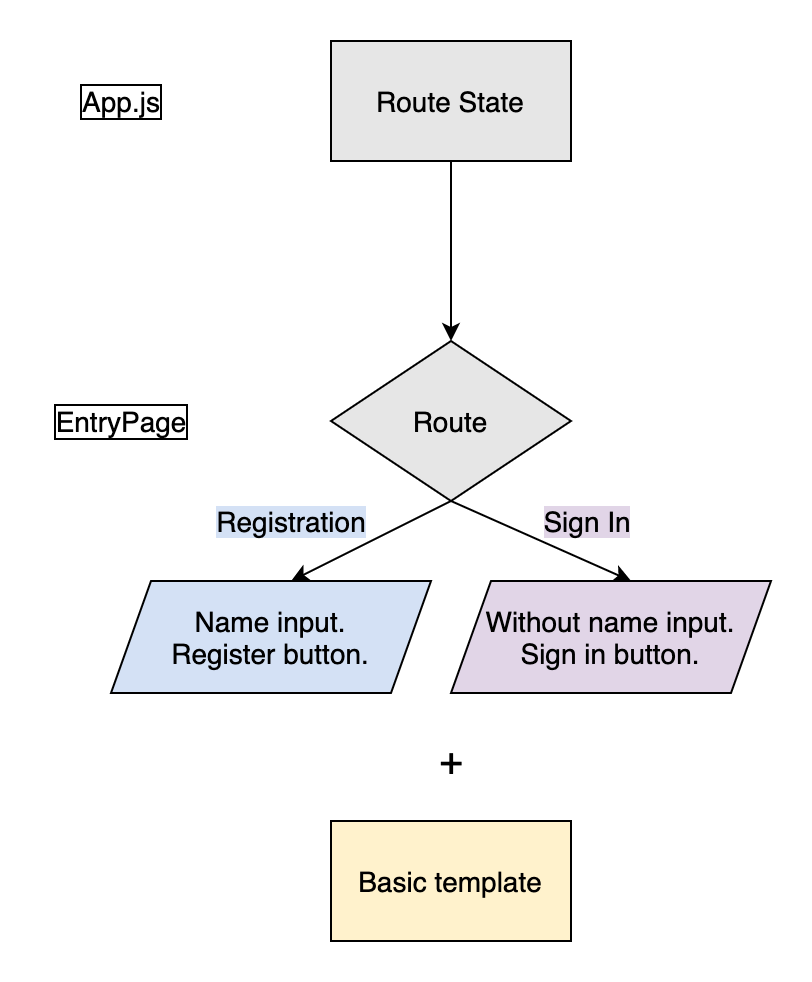 App.js
Route State
EntryPage
Route
Registration
Sign In
Name input.
Register button.
Without name input.
Sign in button.
+
Basic template